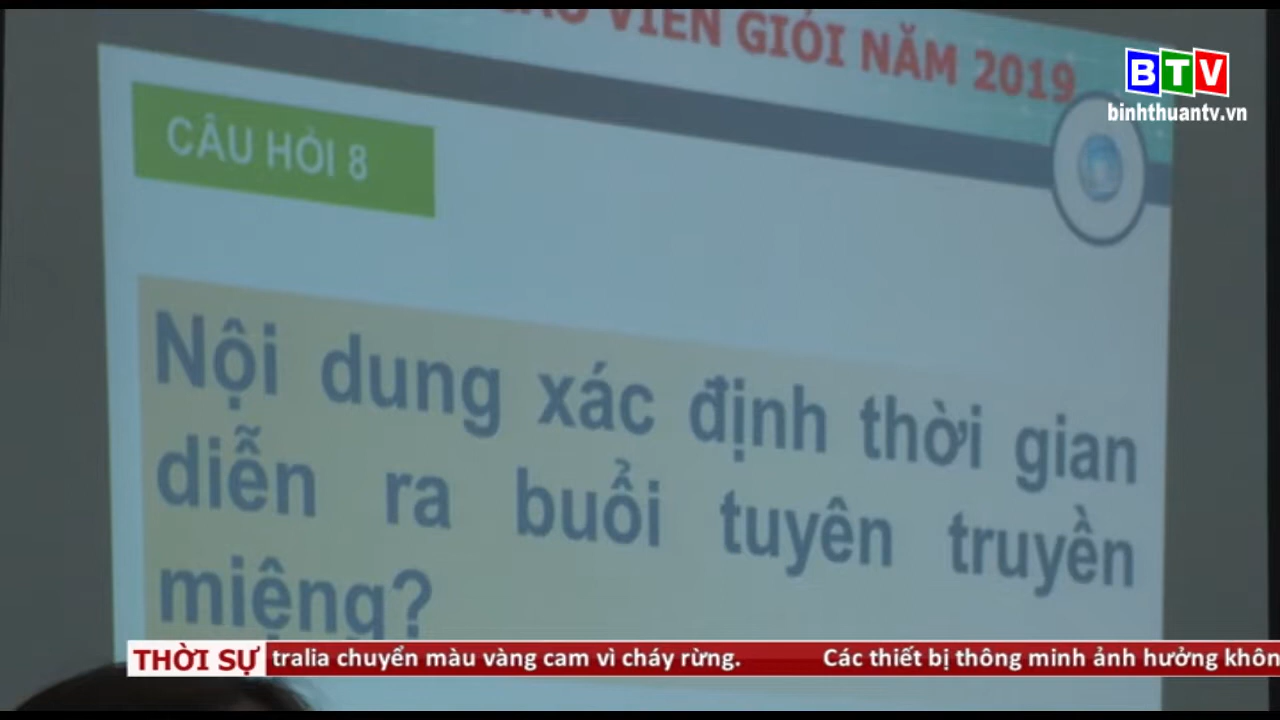 VIÊN GIỎI NĂM 2019
BTV
binhthuantv.vn
CÂU HỎI 8
Nội dung xác định thời gian
diễn ra buổi tuyên truyền
miệng?
THỜI SỰ
tralia chuyển màu vàng cam vì cháy rừng. Các thiết bị thông minh ảnh hưởng khôn